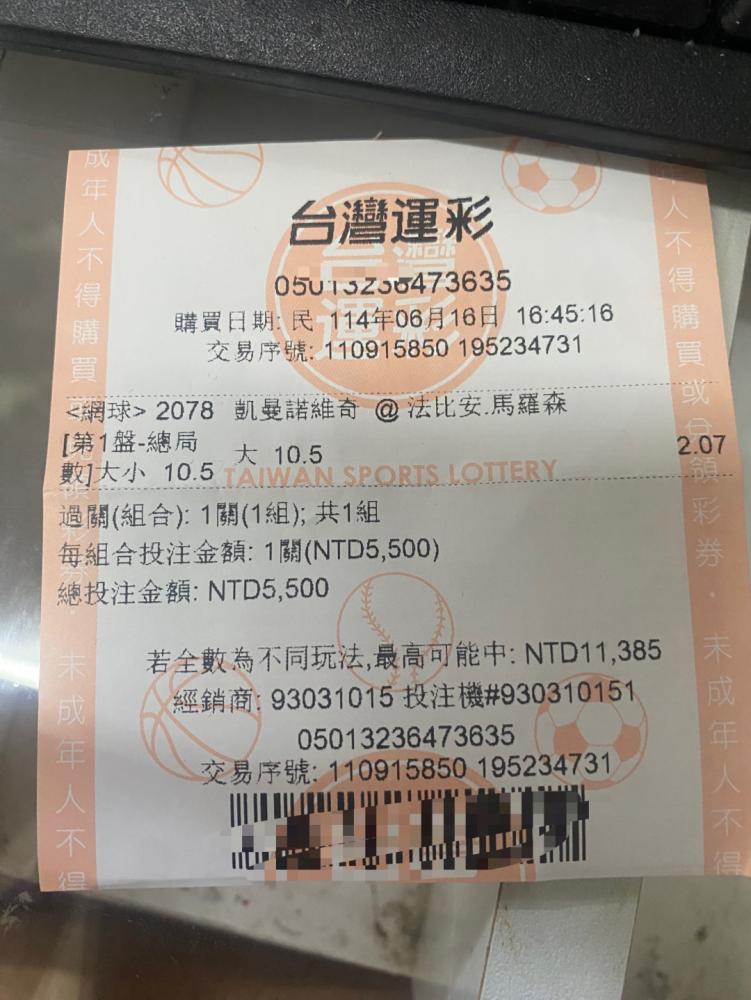 台灣運彩
05013236473635
購買日期: 民 114年06月16日 16:45:16
交易序號: 110915850 195234731
<網球> 2078 凱曼諾維奇 @ 法比安.馬羅森
[第1盤-總局
數]大小 10.5 大 10.5 2.07
TAIWAN SPORTS LOTTERY
過關(組合): 1關(1組); 共1組
每組合投注金額: 1關(NTD5,500)
總投注金額: NTD5,500
若全數為不同玩法,最高可能中: NTD11,385
經銷商: 93031015 投注機#930310151
05013236473635
交易序號: 110915850 195234731
成年人不得購買
未成年人不得
人不得購買或
領彩券.未成年人不得